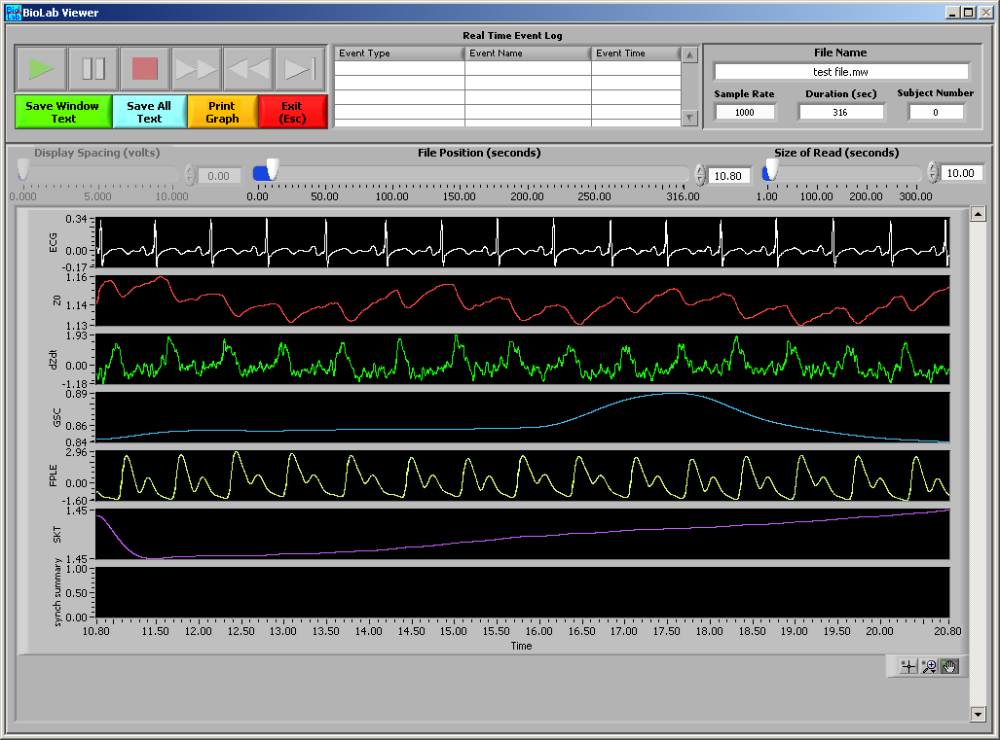 Bio Lab BioLab Viewer
Real Time Event Log
Event Type Event Name Event Time
File Name
test file.mw
Sample Rate Duration (sec) Subject Number
1000 316 0
Save Window Text
Save All Text
Print Graph
Exit (Esc)
Display Spacing (volts) File Position (seconds) Size of Read (seconds)
0.00 10.80 10.00
0.000 5.000 10.000 0.00 50.00 100.00 150.00 200.00 250.00 316.00 1.00 100.00 200.00 300.00
0.34
ECG
0.00
-0.17
1.16
Z0
1.14
1.13
1.93
dZdt
0.00
-1.18
0.89
GSC
0.86
0.84
2.96
FPLE
0.00
-1.60
1.45
SKT
1.45
synch summary
1.00
0.50
0.00
10.80 11.50 12.00 12.50 13.00 13.50 14.00 14.50 15.00 15.50 16.00 16.50 17.00 17.50 18.00 18.50 19.00 19.50 20.00 20.80
Time